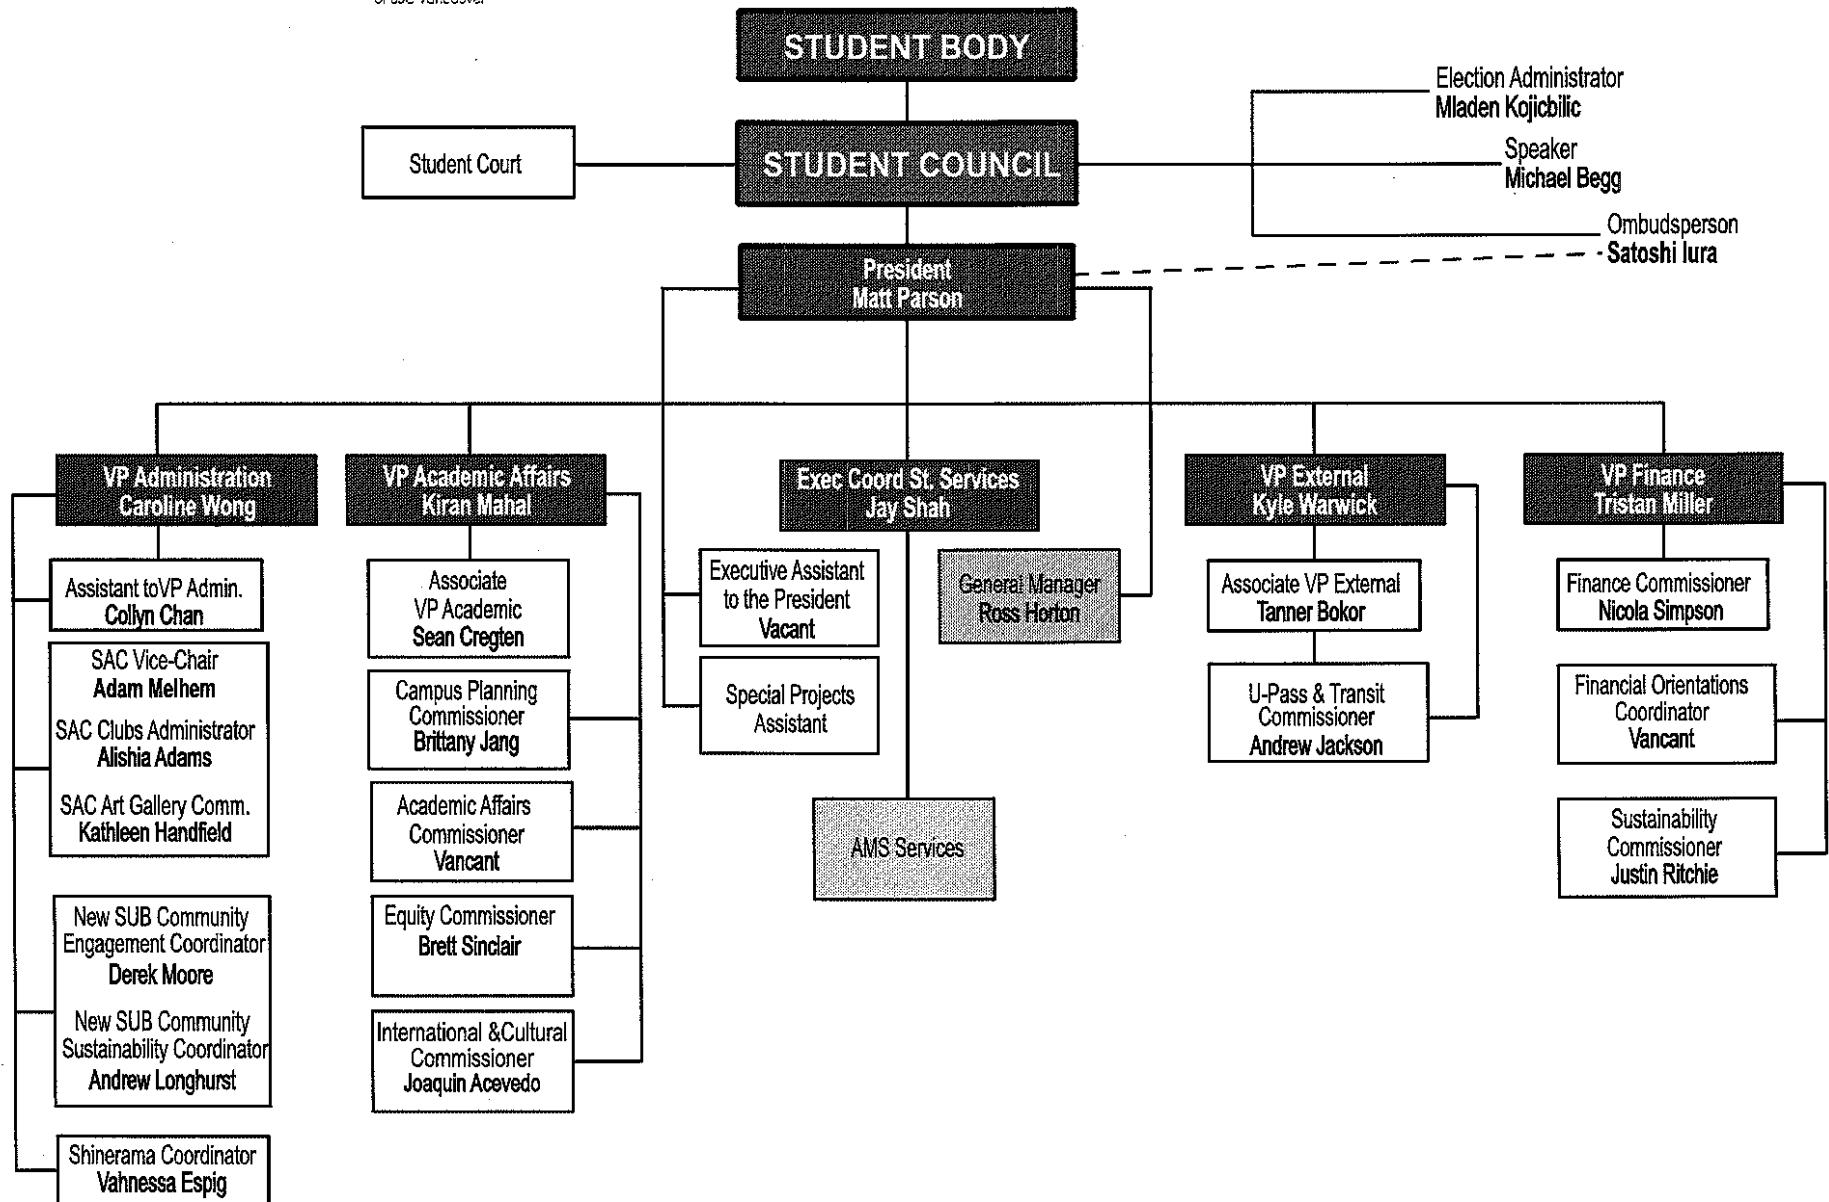 STUDENT BODY
Election Administrator
Mladen Kojicbilic
Student Court
STUDENT COUNCIL
Speaker
Michael Begg
Ombudsperson
Satoshi Iura
President
Matt Parson
VP Administration
Caroline Wong
VP Academic Affairs
Kiran Mahal
Exec Coord St. Services
Jay Shah
VP External
Kyle Warwick
VP Finance
Tristan Miller
Assistant toVP Admin.
Collyn Chan
SAC Vice-Chair
Adam Melhem
SAC Clubs Administrator
Alishia Adams
SAC Art Gallery Comm.
Kathleen Handfield
New SUB Community
Engagement Coordinator
Derek Moore
New SUB Community
Sustainability Coordinator
Andrew Longhurst
Shinerama Coordinator
Vahnessa Espig
Associate
VP Academic
Sean Cregten
Campus Planning
Commissioner
Brittany Jang
Academic Affairs
Commissioner
Vancant
Equity Commissioner
Brett Sinclair
International &Cultural
Commissioner
Joaquin Acevedo
Executive Assistant
to the President
Vacant
Special Projects
Assistant
General Manager
Ross Horton
AMS Services
Associate VP External
Tanner Bokor
U-Pass & Transit
Commissioner
Andrew Jackson
Finance Commissioner
Nicola Simpson
Financial Orientations
Coordinator
Vancant
Sustainability
Commissioner
Justin Ritchie